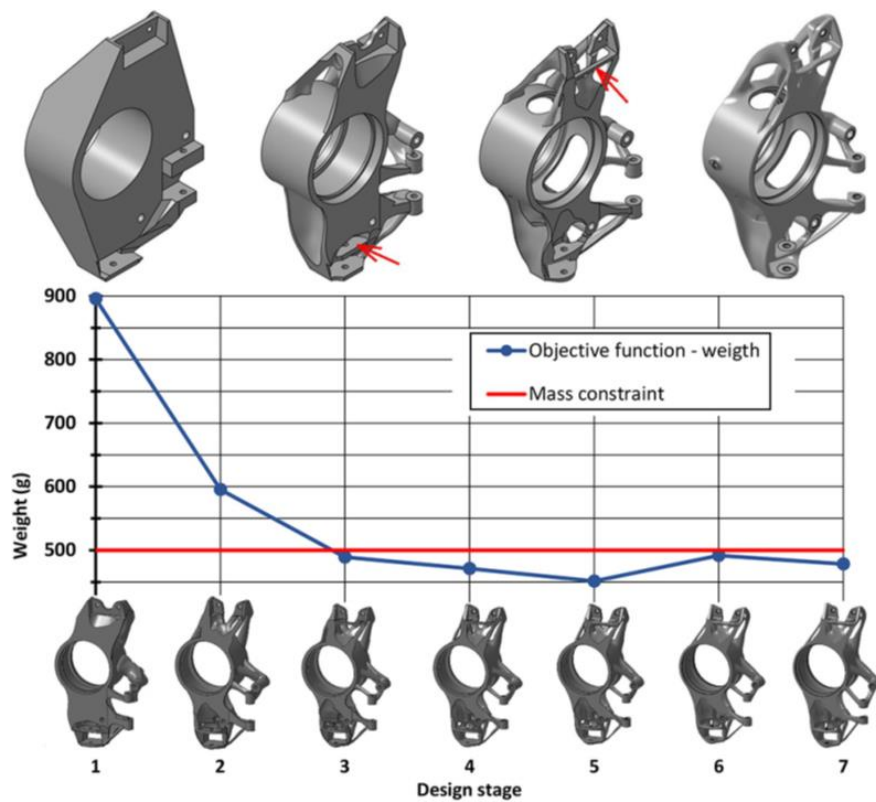 900
800
700
600
500
Weight (g)
Objective function - weigth
Mass constraint
1 2 3 4 5 6 7
Design stage